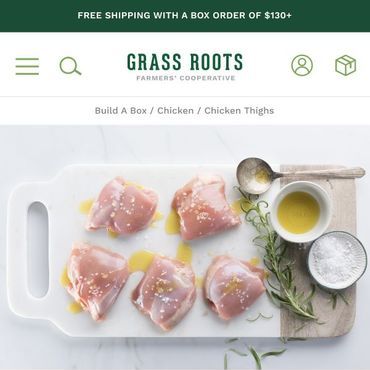 FREE SHIPPING WITH A BOX ORDER OF $130+
GRASS ROOTS
FARMERS' COOPERATIVE
Build A Box / Chicken / Chicken Thighs